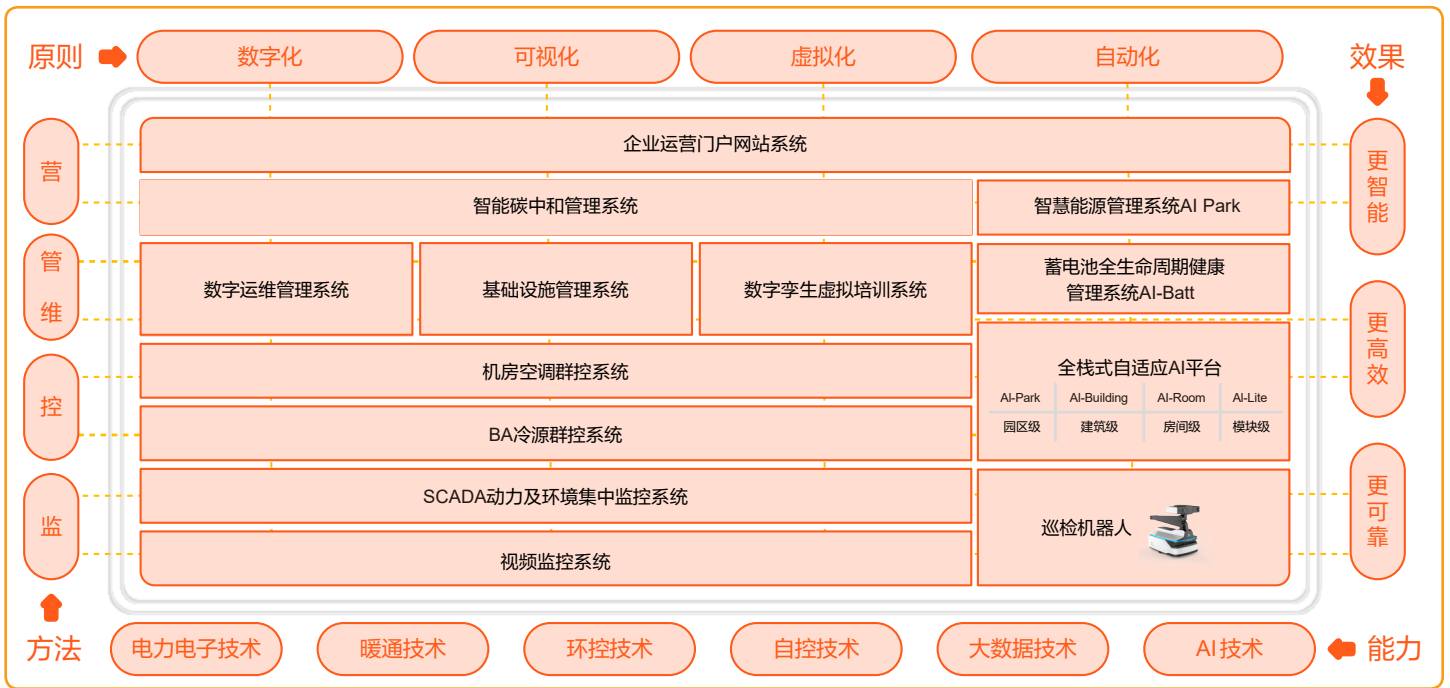 原则
数字化
可视化
虚拟化
自动化
效果
营
管
维
控
监
方法
企业运营门户网站系统
智能碳中和管理系统
智慧能源管理系统AI Park
数字运维管理系统
基础设施管理系统
数字孪生虚拟培训系统
蓄电池全生命周期健康
管理系统AI-Batt
机房空调群控系统
全栈式自适应AI平台
AI-Park
AI-Building
AI-Room
AI-Lite
园区级
建筑级
房间级
模块级
BA冷源群控系统
SCADA动力及环境集中监控系统
巡检机器人
视频监控系统
更
智
能
更
高
效
更
可
靠
电力电子技术
暖通技术
环控技术
自控技术
大数据技术
AI技术
能力